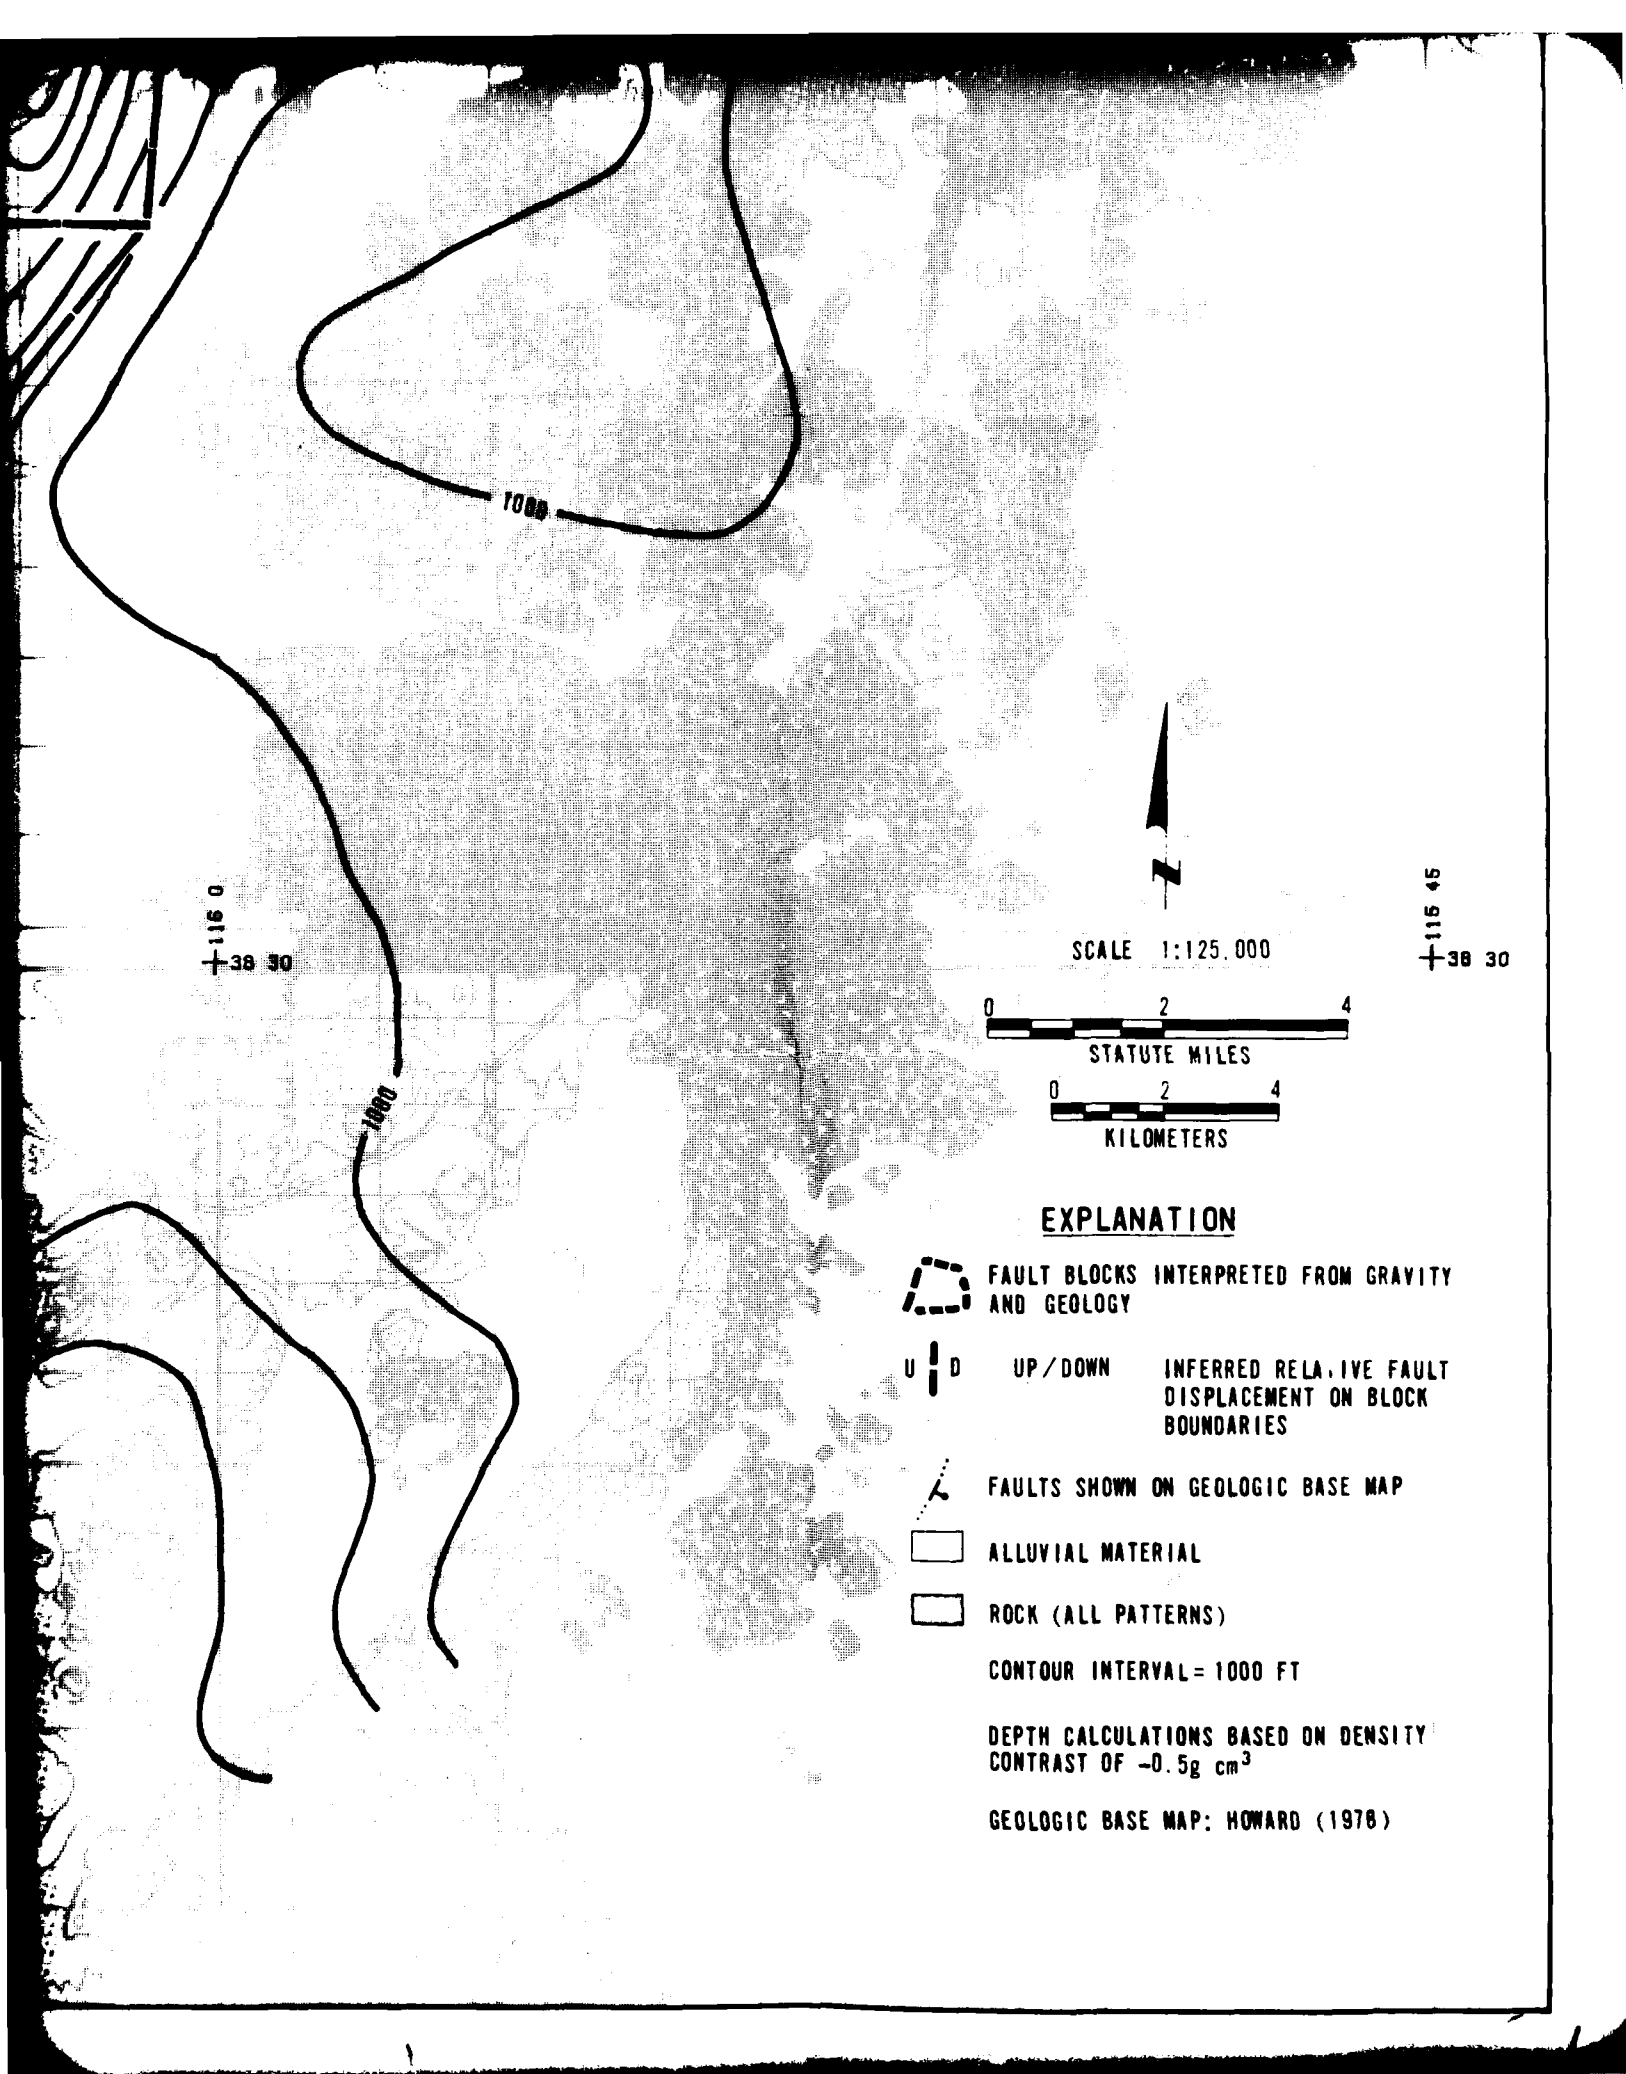 1000
116 0
38 30
N
SCALE 1:125,000
115 45
38 30
0 2 4
STATUTE MILES
0 2 4
KILOMETERS
1000
EXPLANATION
FAULT BLOCKS INTERPRETED FROM GRAVITY
AND GEOLOGY
U D UP/DOWN INFERRED RELA.IVE FAULT
DISPLACEMENT ON BLOCK
BOUNDARIES
FAULTS SHOWN ON GEOLOGIC BASE MAP
ALLUVIAL MATERIAL
ROCK (ALL PATTERNS)
CONTOUR INTERVAL= 1000 FT
DEPTH CALCULATIONS BASED ON DENSITY
CONTRAST OF -0.5g cm³
GEOLOGIC BASE MAP: HOWARD (1978)